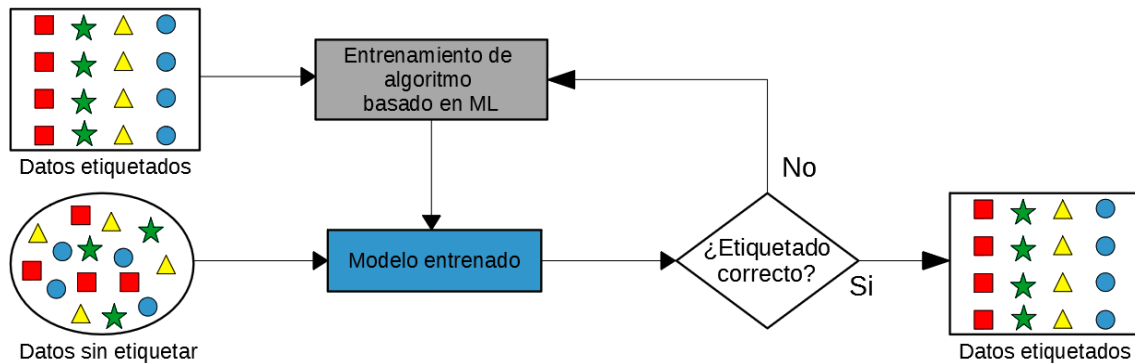 Entrenamiento de
algoritmo
basado en ML
Datos etiquetados
No
Modelo entrenado
¿Etiquetado
correcto?
Si
Datos sin etiquetar
Datos etiquetados